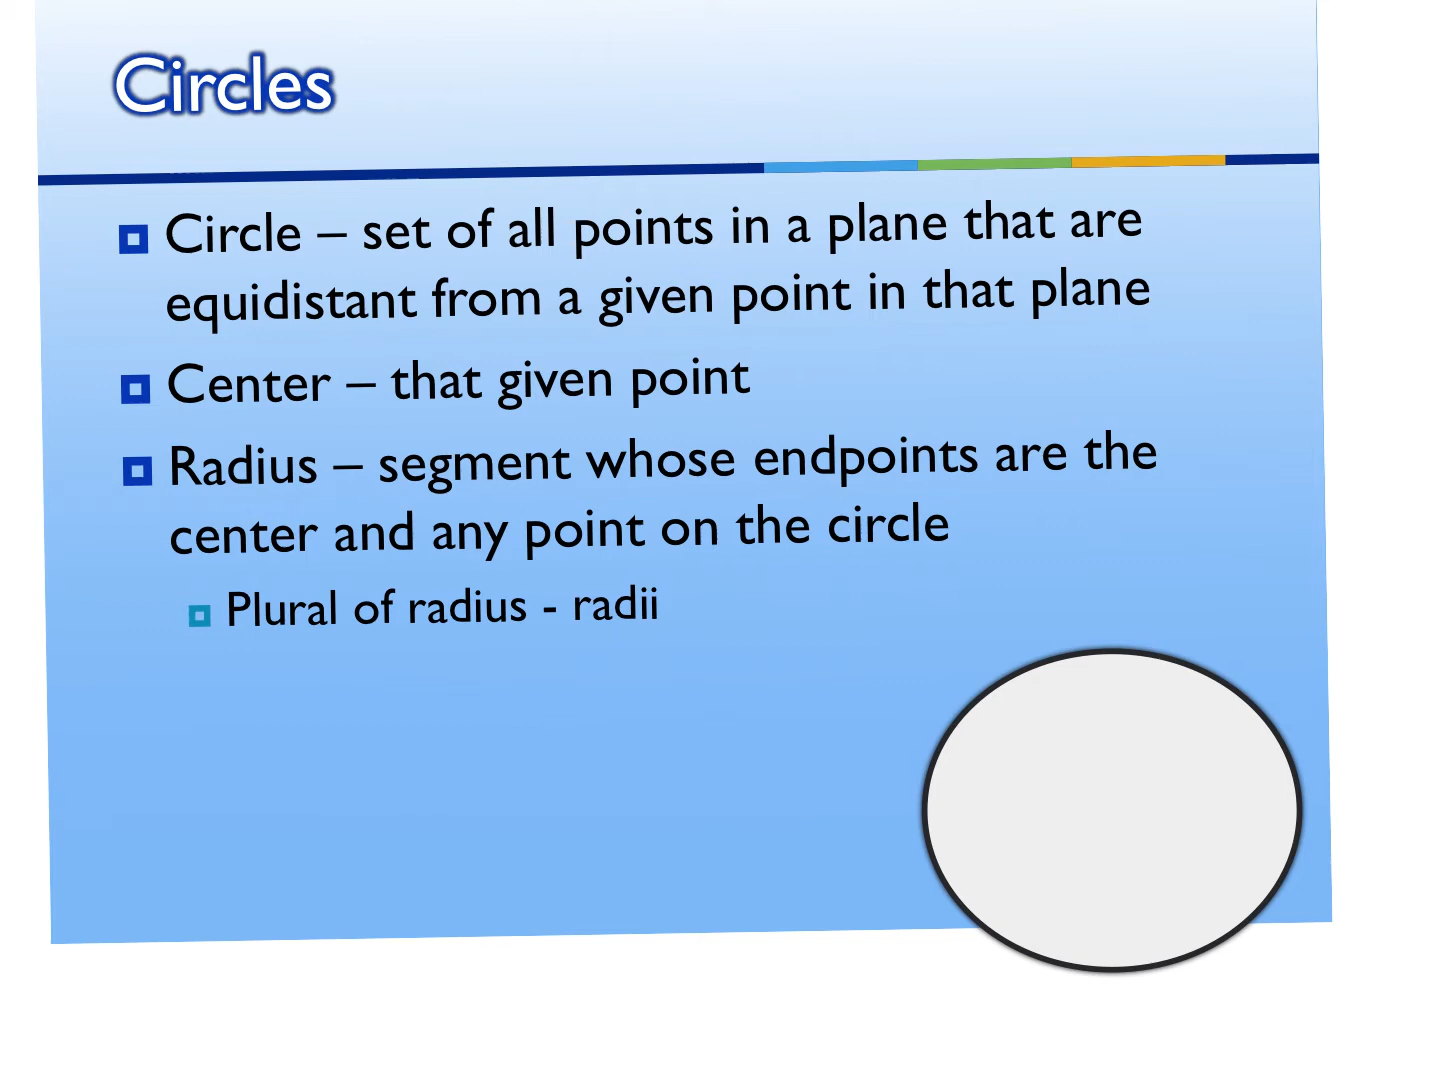 Circles
Circle – set of all points in a plane that are
equidistant from a given point in that plane
Center – that given point
Radius – segment whose endpoints are the
center and any point on the circle
Plural of radius - radii